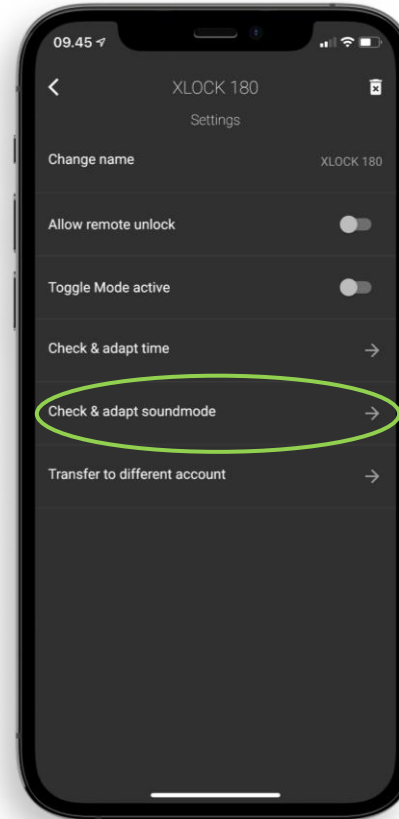 09.45
XLOCK 180
Settings
Change name XLOCK 180
Allow remote unlock
Toggle Mode active
Check & adapt time
Check & adapt soundmode
Transfer to different account